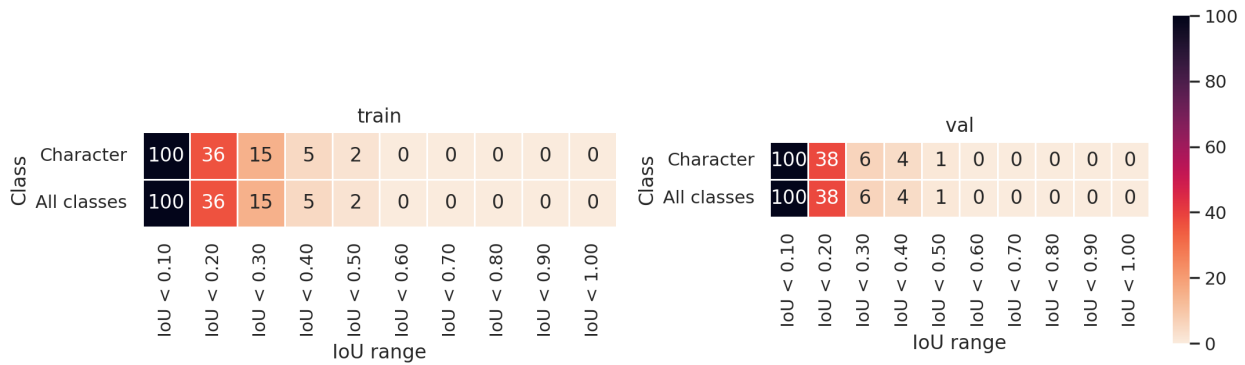 train
Class
Character 100 36 15 5 2 0 0 0 0 0
All classes 100 36 15 5 2 0 0 0 0 0
IoU < 0.10 IoU < 0.20 IoU < 0.30 IoU < 0.40 IoU < 0.50 IoU < 0.60 IoU < 0.70 IoU < 0.80 IoU < 0.90 IoU < 1.00
IoU range
val
Class
Character 100 38 6 4 1 0 0 0 0 0
All classes 100 38 6 4 1 0 0 0 0 0
IoU < 0.10 IoU < 0.20 IoU < 0.30 IoU < 0.40 IoU < 0.50 IoU < 0.60 IoU < 0.70 IoU < 0.80 IoU < 0.90 IoU < 1.00
IoU range
100
80
60
40
20
0